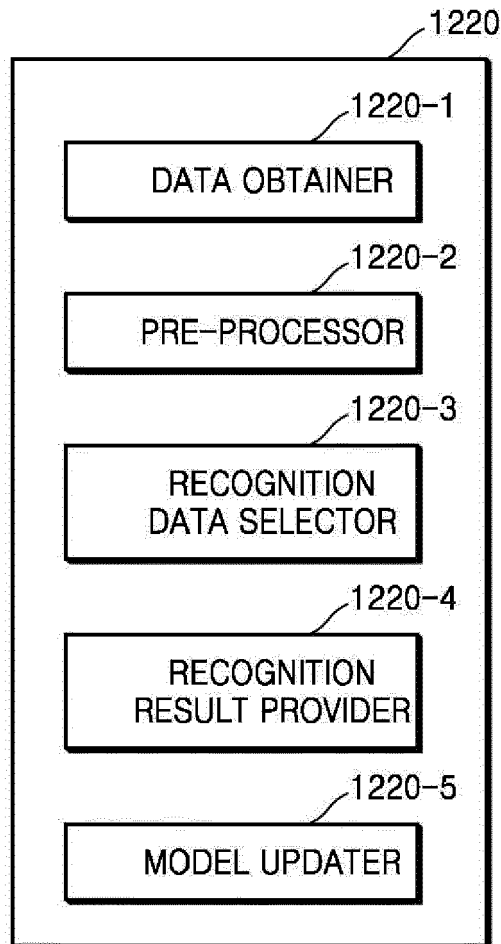 1220
1220-1
DATA OBTAINER
1220-2
PRE-PROCESSOR
1220-3
RECOGNITION
DATA SELECTOR
1220-4
RECOGNITION
RESULT PROVIDER
1220-5
MODEL UPDATER